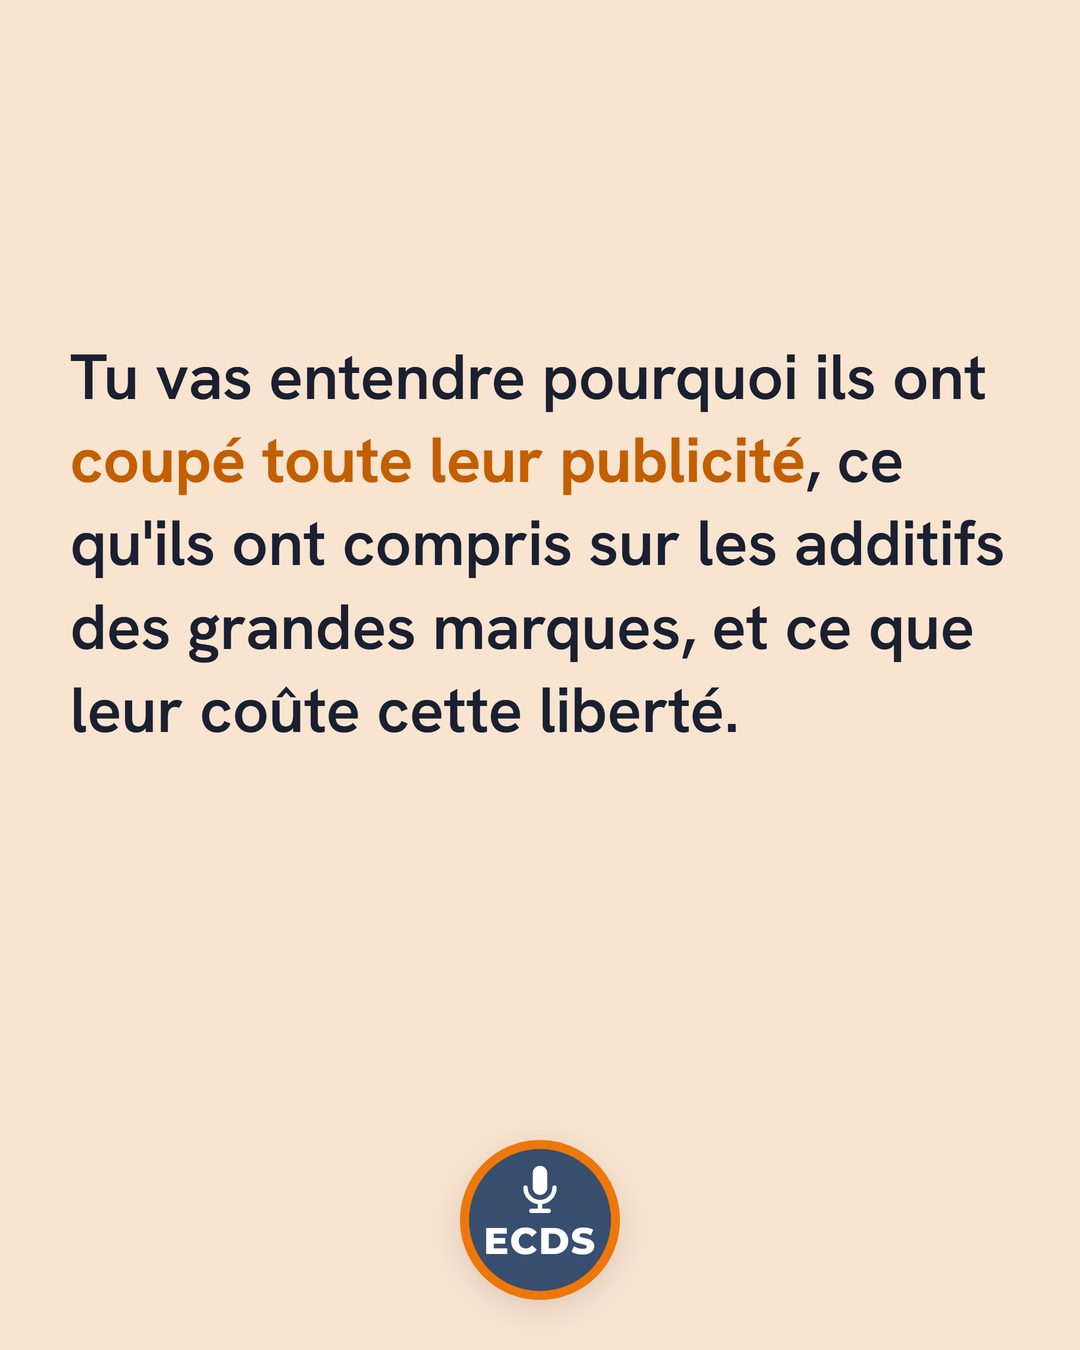 Tu vas entendre pourquoi ils ont
coupé toute leur publicité, ce
qu'ils ont compris sur les additifs
des grandes marques, et ce que
leur coûte cette liberté.
ECDS